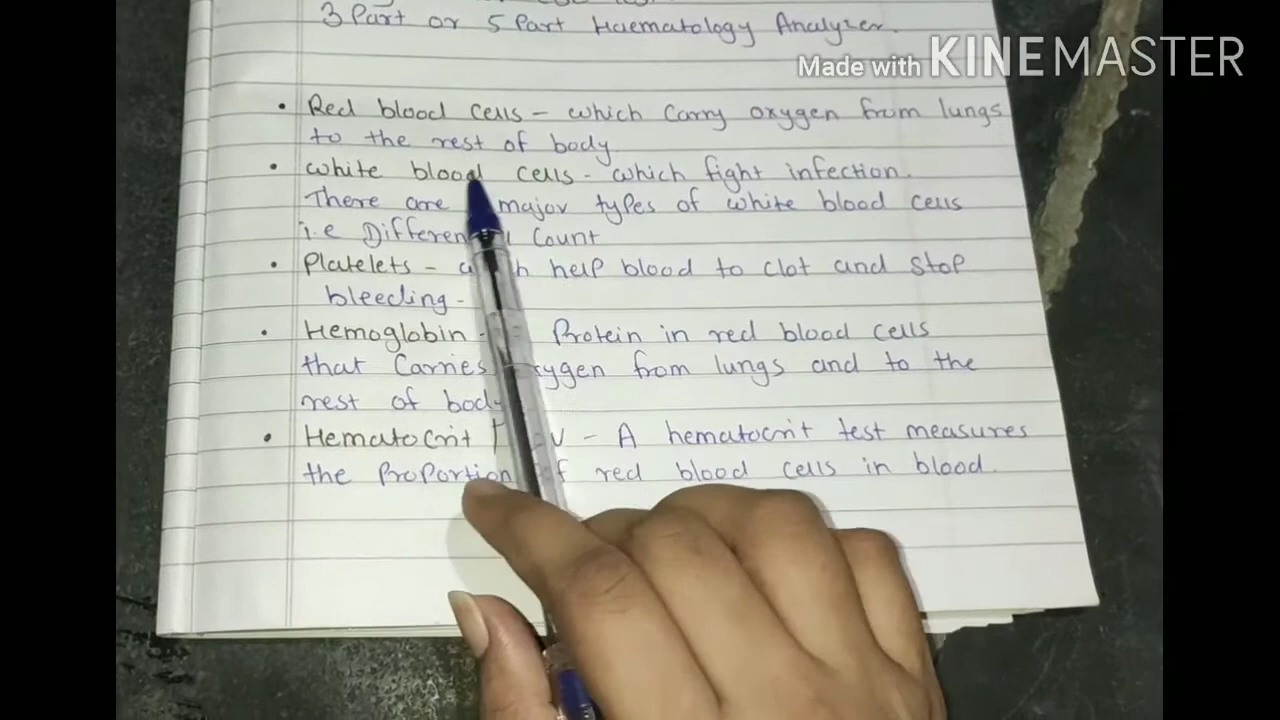 3 Part or 5 Part Haematology Analyzer.
Made with KINEMASTER
• Red blood cells - which carry oxygen from lungs
to the rest of body.
• white blood cells - which fight infection.
There are major types of white blood cells
i.e Count
• Platelets - help blood to clot and stop
bleeding -
• Hemoglobin - Protein in red blood cells
that Carries from lungs and to the
rest of body
• Hematocrit - A hematocrit test measures
the Proportion of red blood cells in blood.